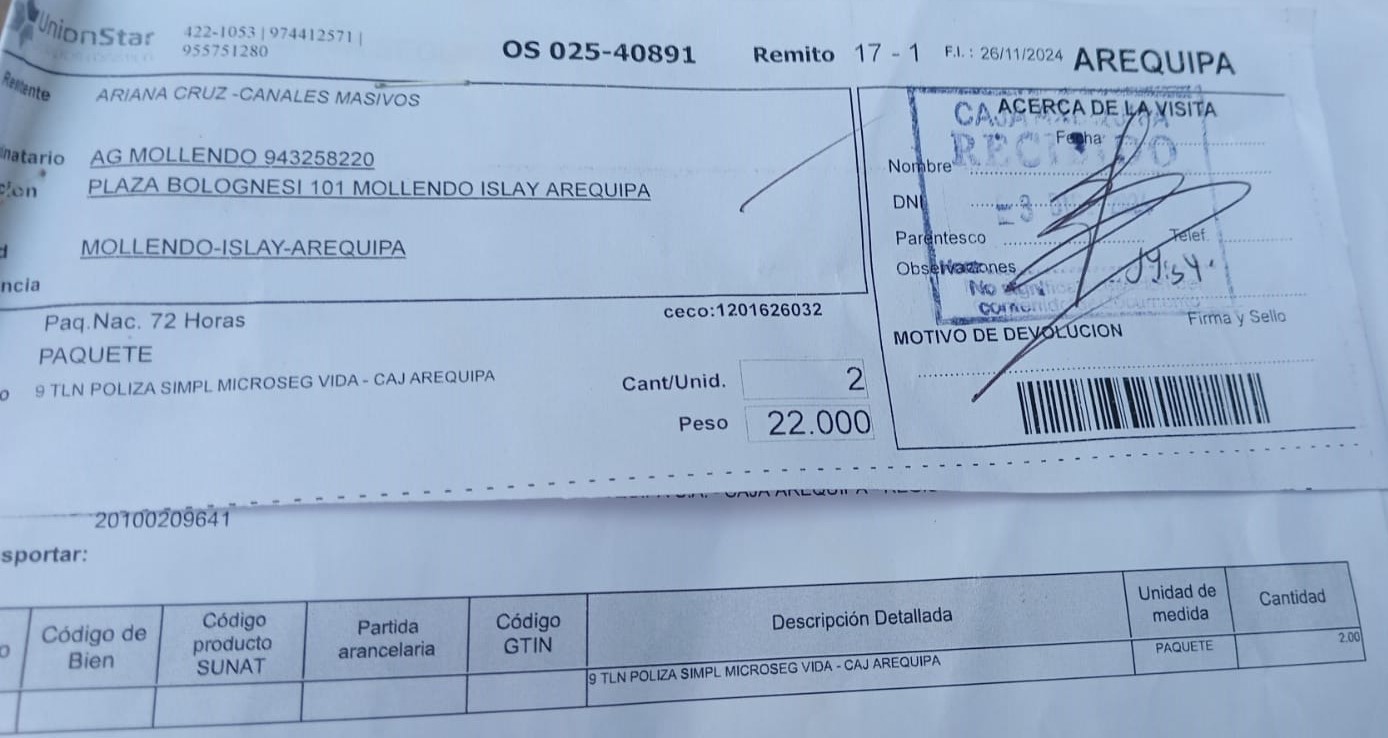 UnionStar
422-1053 | 974412571 |
955751280
OS 025-40891
Remito 17 - 1
F.I. : 26/11/2024
AREQUIPA
ARIANA CRUZ -CANALES MASIVOS
natario AG MOLLENDO 943258220
PLAZA BOLOGNESI 101 MOLLENDO ISLAY AREQUIPA
MOLLENDO-ISLAY-AREQUIPA
ncia
ACERCA DE LA VISITA
Fecha
RECIBIDO
Nombre
DNI
Parentesco
Telef.
Observaciones
Firma y Sello
MOTIVO DE DEVOLUCION
Paq.Nac. 72 Horas
ceco:1201626032
PAQUETE
o 9 TLN POLIZA SIMPL MICROSEG VIDA - CAJ AREQUIPA
Cant/Unid. 2
Peso 22.000
20100209641
sportar:
o
Código de
Bien
Código
producto
SUNAT
Partida
arancelaria
Código
GTIN
Descripción Detallada
Unidad de
medida
Cantidad
9 TLN POLIZA SIMPL MICROSEG VIDA - CAJ AREQUIPA
PAQUETE
2.00